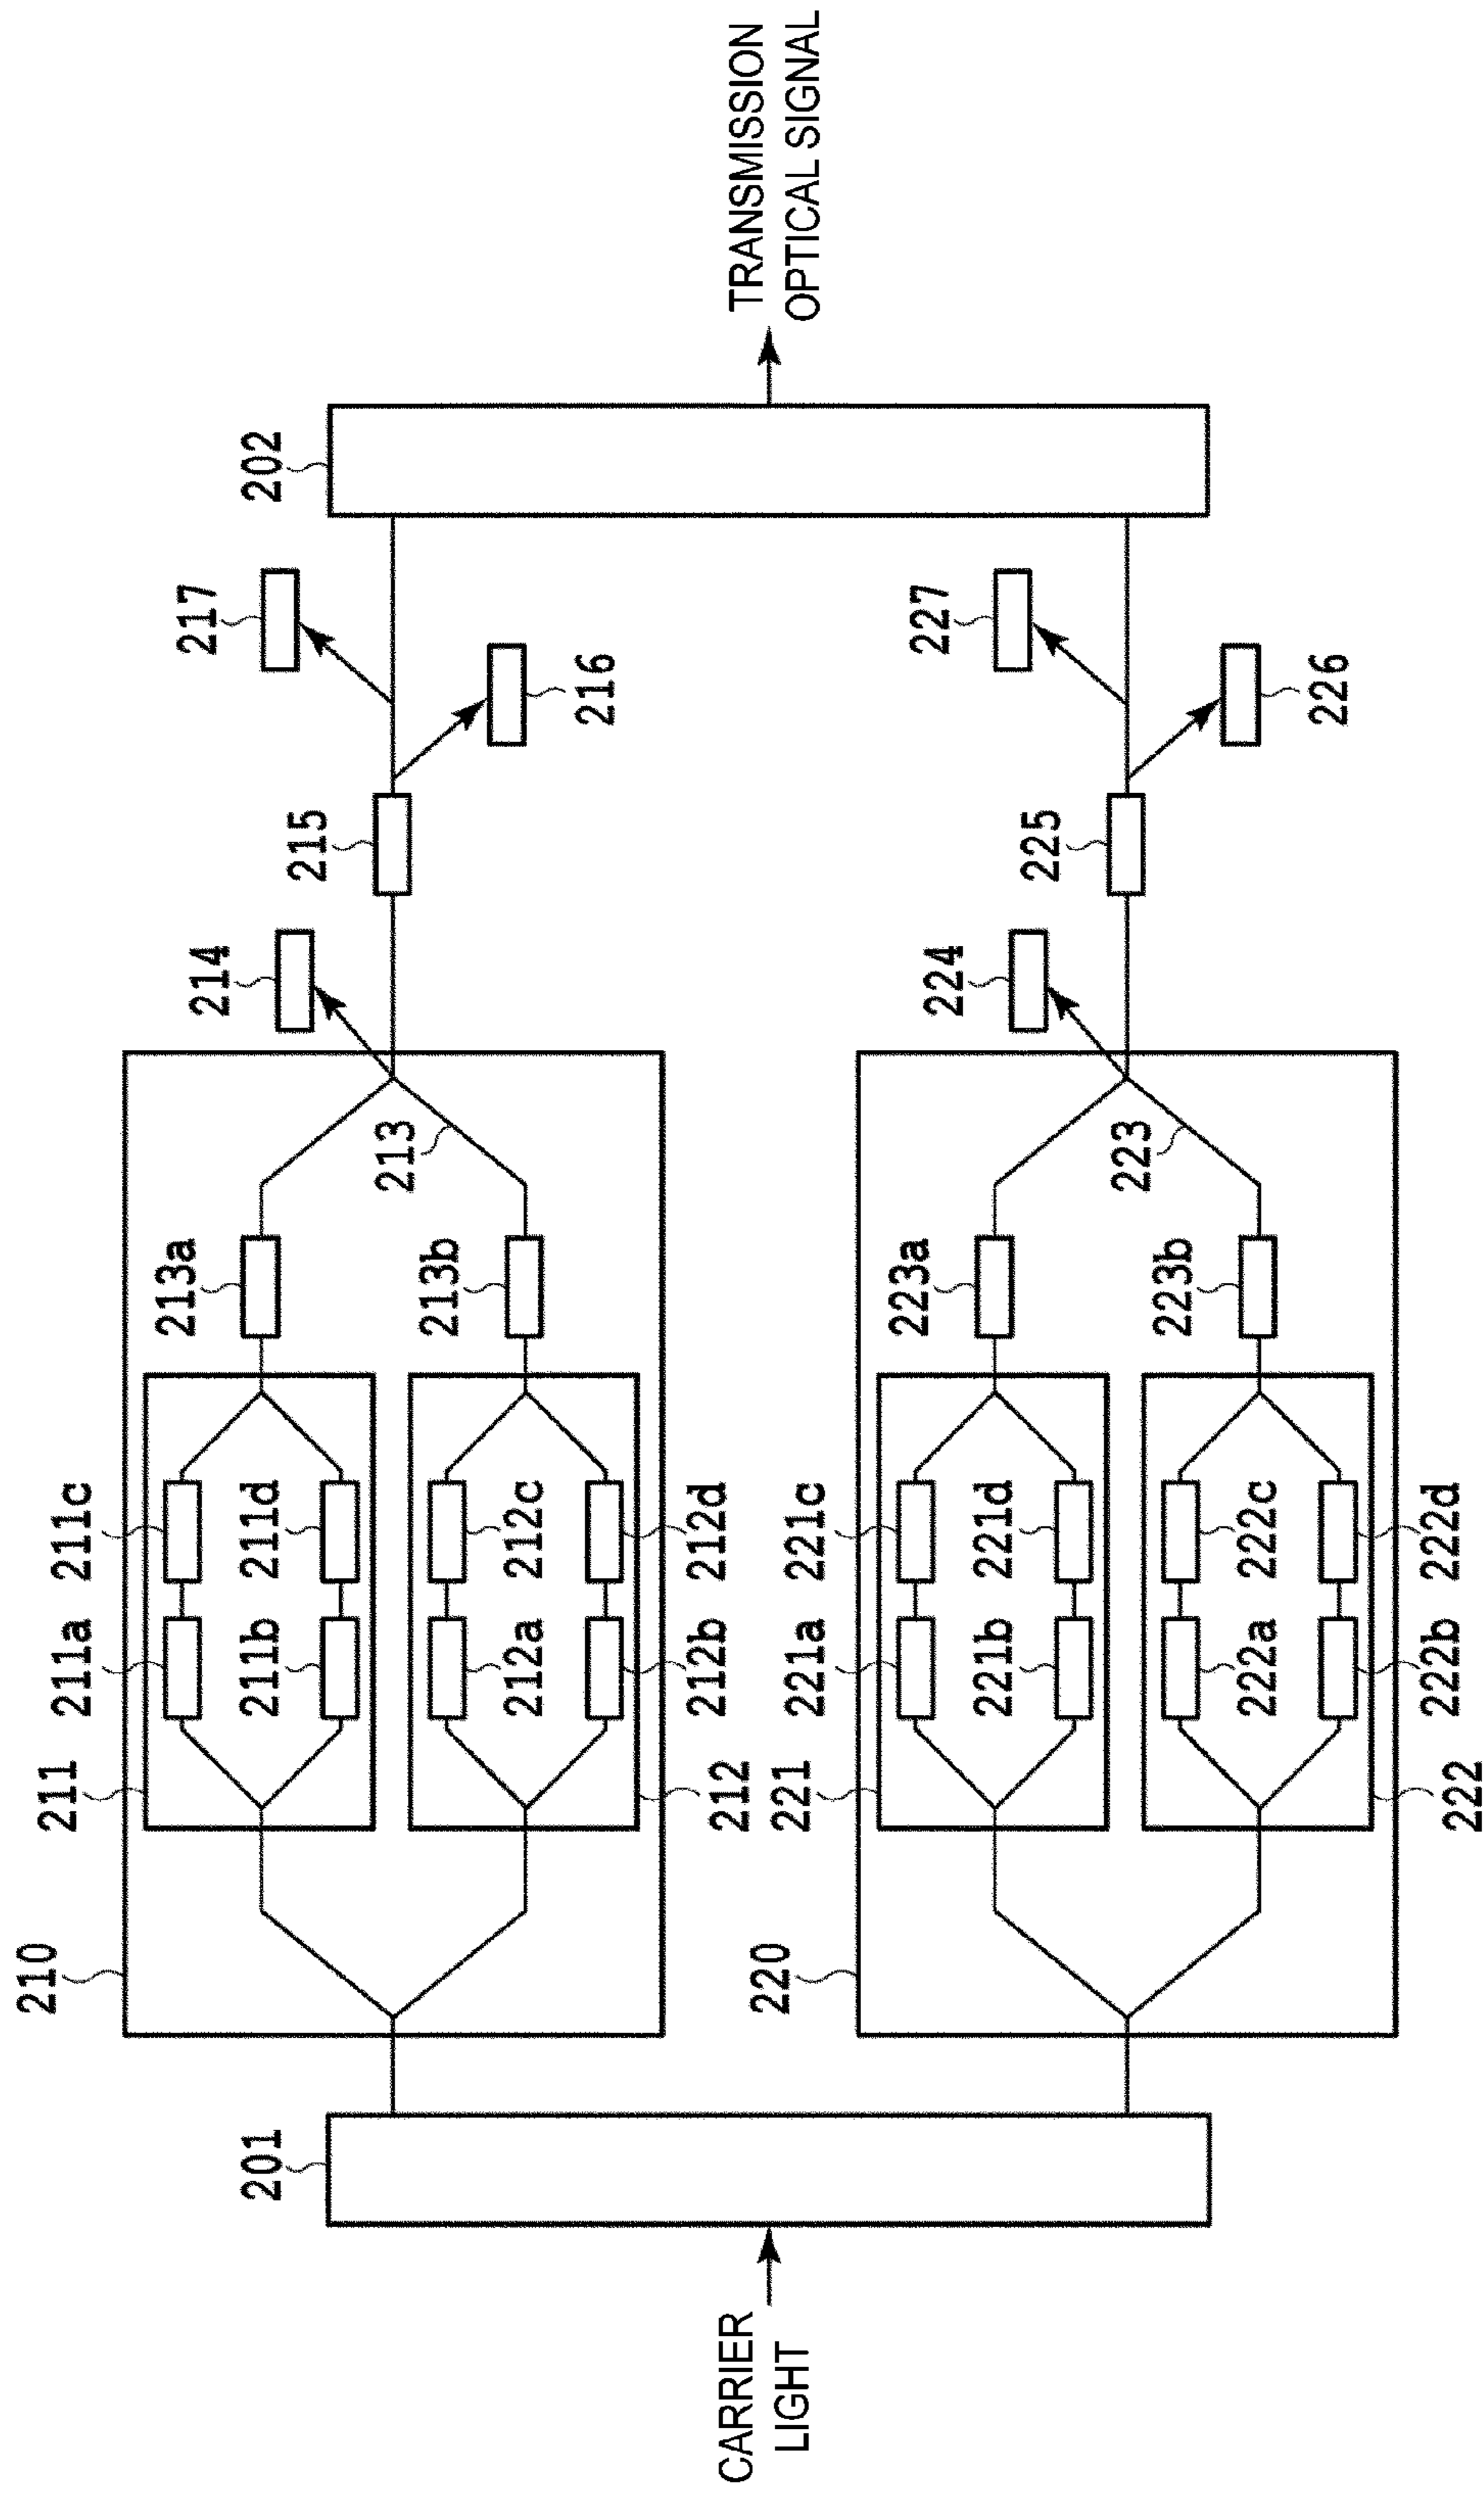 210
211
211a
211c
211b
211d
213a
214
217
202
215
213
216
213b
212a
212c
212
212b
212d
201
CARRIER
LIGHT
TRANSMISSION
OPTICAL SIGNAL
220
221
221a
221c
221b
221d
223a
224
227
225
223
226
223b
222a
222c
222
222b
222d